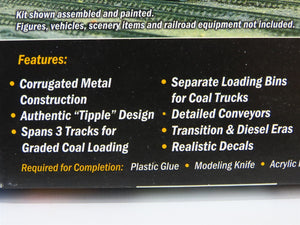 Kit shown assembled and painted.
Figures, vehicles, scenery items and railroad equipment not included.
Features:
• Corrugated Metal
Construction
• Authentic "Tipple" Design
• Spans 3 Tracks for
Graded Coal Loading
• Separate Loading Bins
for Coal Trucks
• Detailed Conveyors
• Transition & Diesel Eras
• Realistic Decals
Required for Completion: Plastic Glue • Modeling Knife • Acrylic